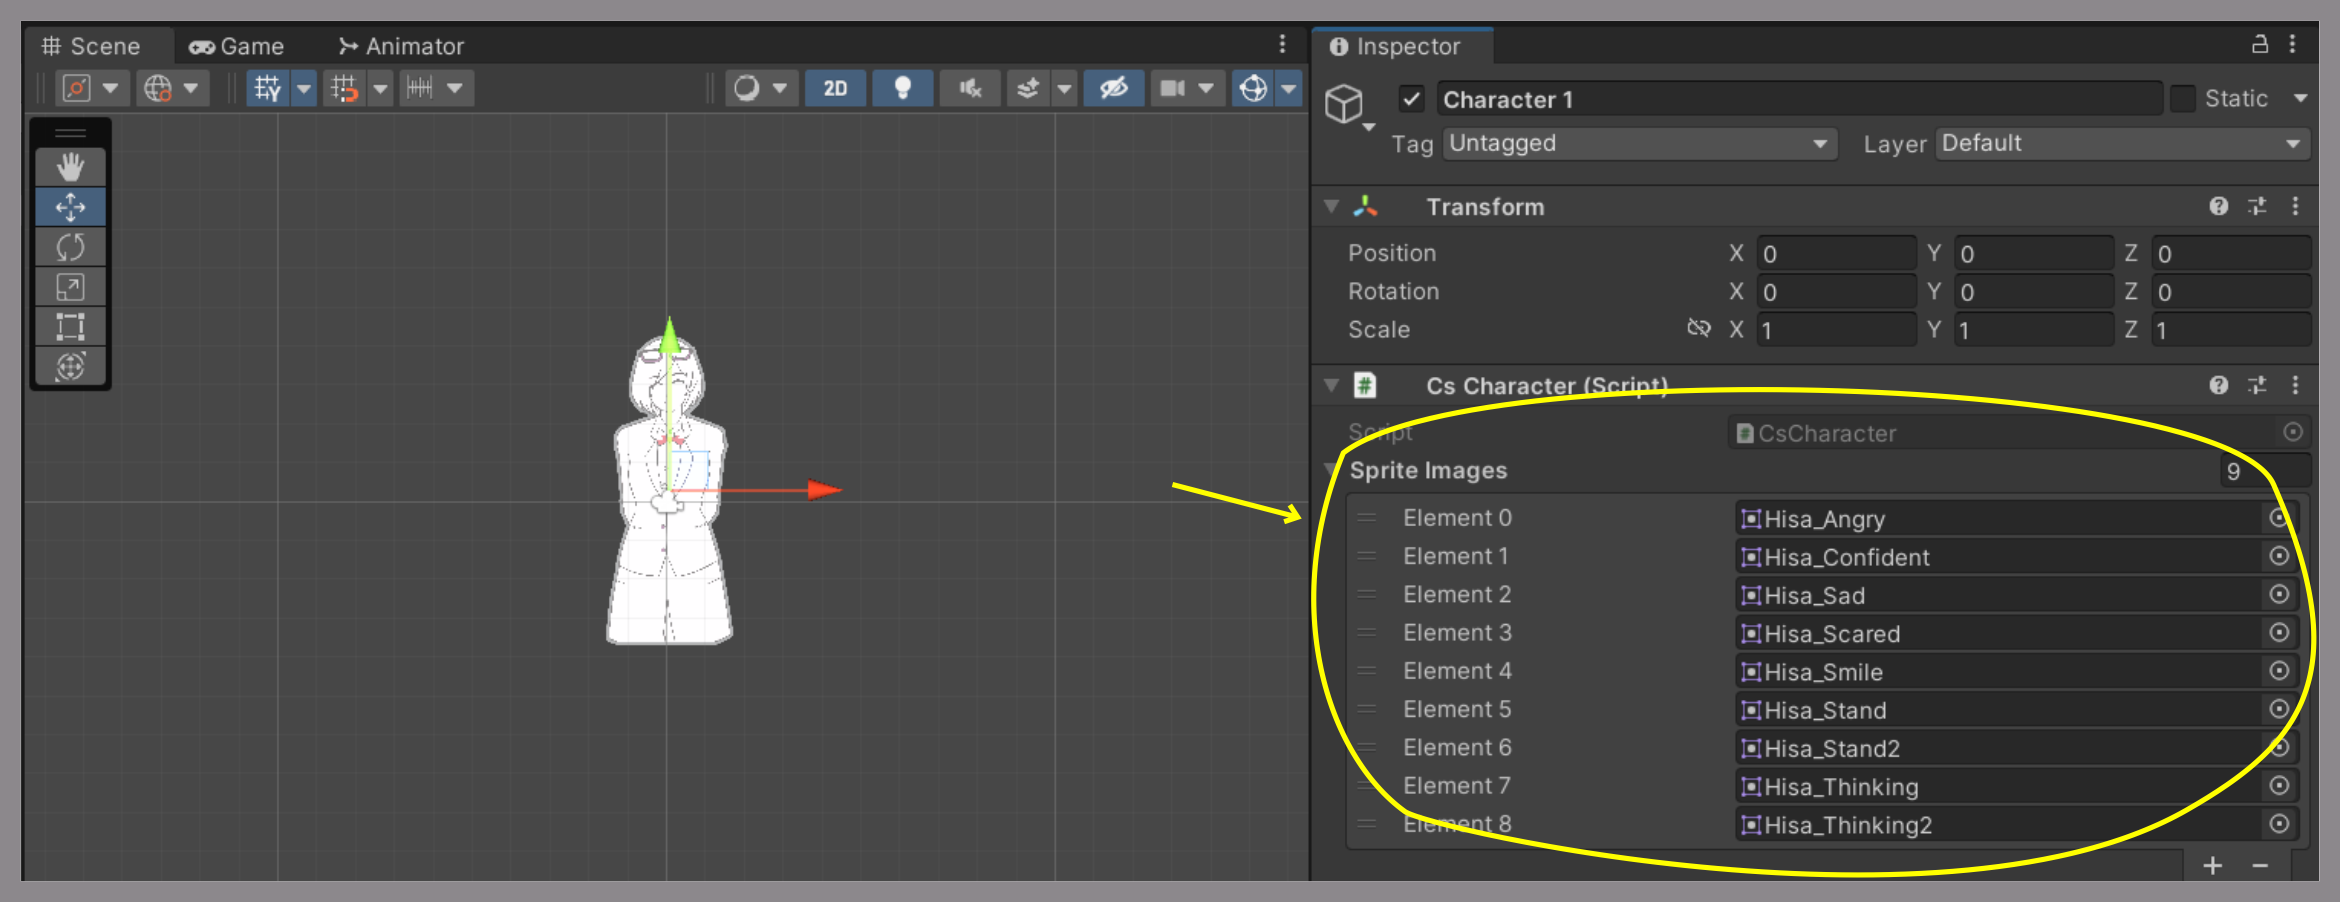 Scene Game Animator
2D
Inspector
Character 1 Static
Tag Untagged Layer Default
Transform
Position X 0 Y 0 Z 0
Rotation X 0 Y 0 Z 0
Scale X 1 Y 1 Z 1
# Cs Character (Script)
Script # CsCharacter
Sprite Images 9
Element 0 Hisa_Angry
Element 1 Hisa_Confident
Element 2 Hisa_Sad
Element 3 Hisa_Scared
Element 4 Hisa_Smile
Element 5 Hisa_Stand
Element 6 Hisa_Stand2
Element 7 Hisa_Thinking
Element 8 Hisa_Thinking2
+ −